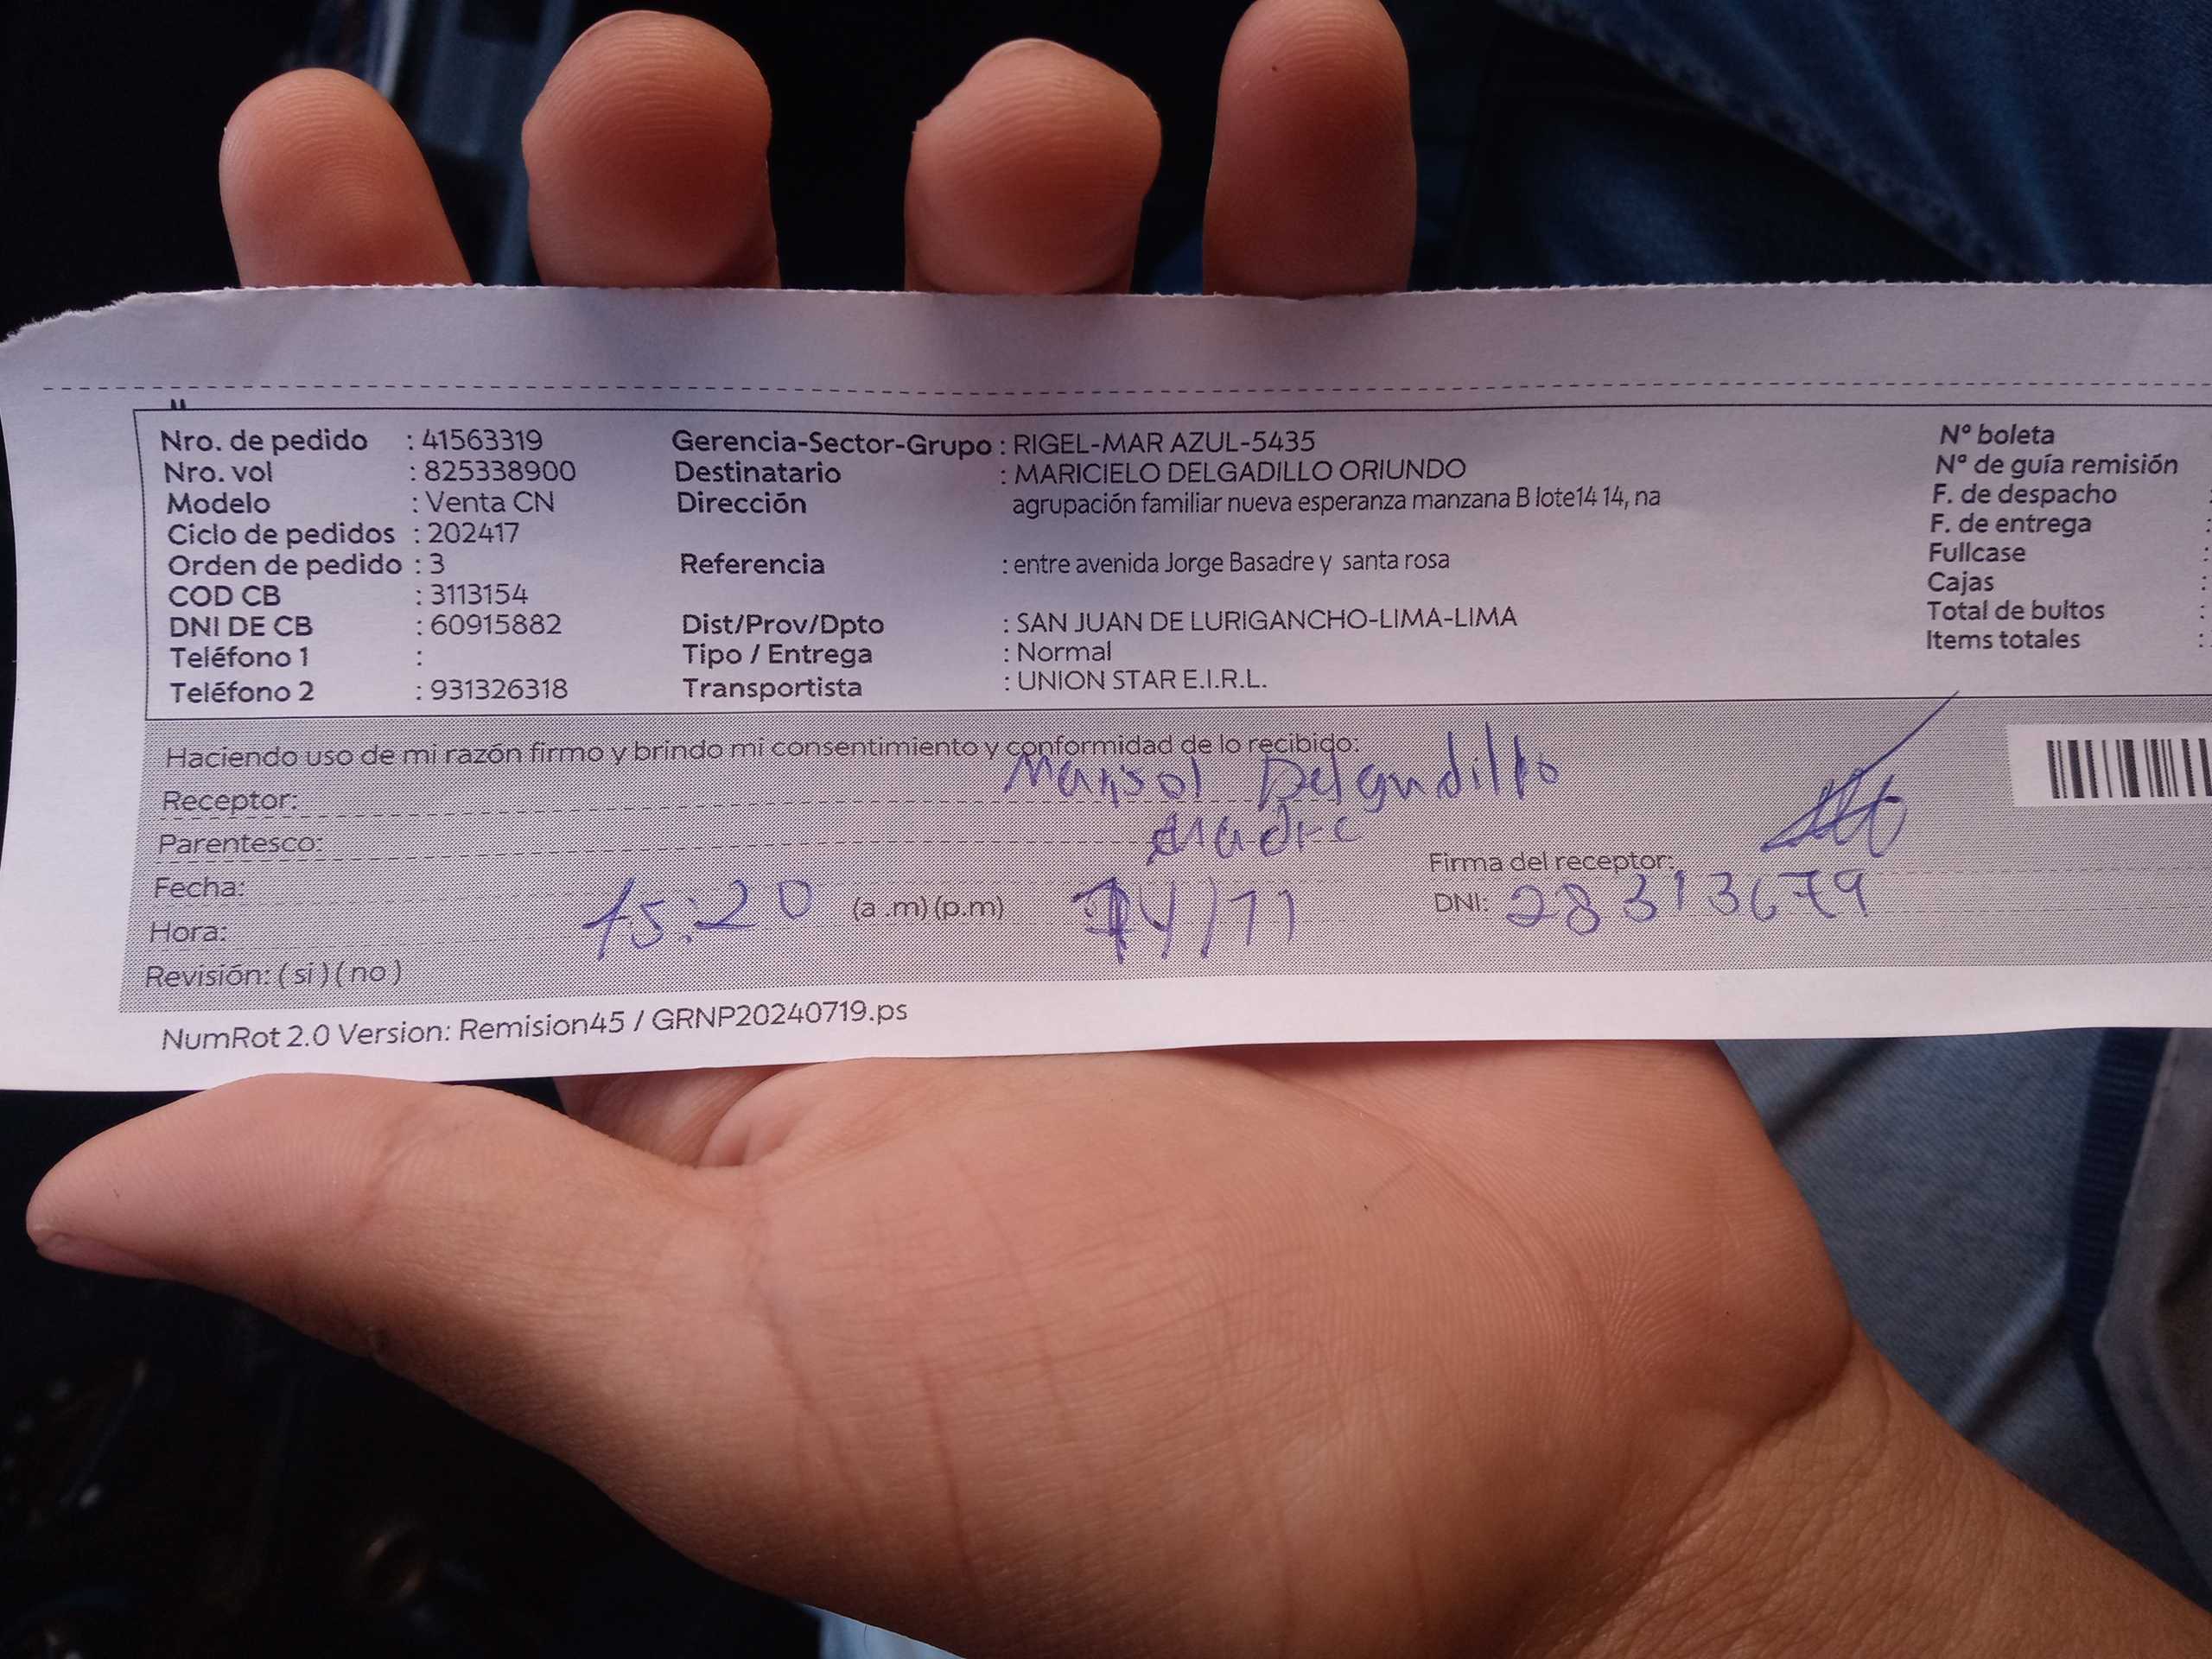 Nro. de pedido : 41563319
Nro. vol : 825338900
Modelo : Venta CN
Ciclo de pedidos : 202417
Orden de pedido : 3
COD CB : 3113154
DNI DE CB : 60915882
Teléfono 1 :
Teléfono 2 : 931326318
Gerencia-Sector-Grupo : RIGEL-MAR AZUL-5435
Destinatario : MARICIELO DELGADILLO ORIUNDO
Dirección agrupación familiar nueva esperanza manzana B lote14 14, na
Referencia : entre avenida Jorge Basadre y santa rosa
Dist/Prov/Dpto : SAN JUAN DE LURIGANCHO-LIMA-LIMA
Tipo / Entrega : Normal
Transportista : UNION STAR E.I.R.L.
N° boleta
N° de guía remisión
F. de despacho :
F. de entrega :
Fullcase :
Cajas :
Total de bultos :
Items totales :
Haciendo uso de mi razón firmo y brindo mi consentimiento y conformidad de lo recibido:
Receptor: Marisol Delgadillo
Parentesco: Madre
Firma del receptor:
Fecha:
15:20 (a .m) (p.m) 14/11 DNI: 28313679
Hora:
Revisión: ( si ) ( no )
NumRot 2.0 Version: Remision45 / GRNP20240719.ps